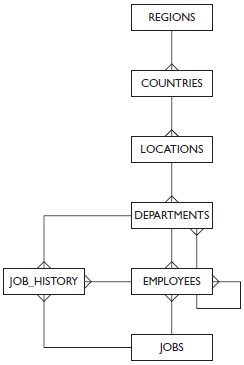 REGIONS
COUNTRIES
LOCATIONS
DEPARTMENTS
JOB_HISTORY
EMPLOYEES
JOBS